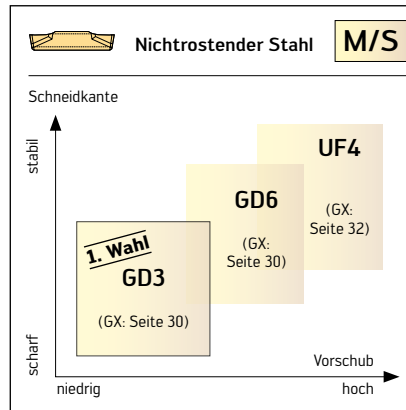 Nichtrostender Stahl M/S
Schneidkante
stabil
UF4
(GX:
Seite 32)
GD6
(GX:
Seite 30)
1. Wahl
GD3
(GX: Seite 30)
scharf
Vorschub
niedrig
hoch